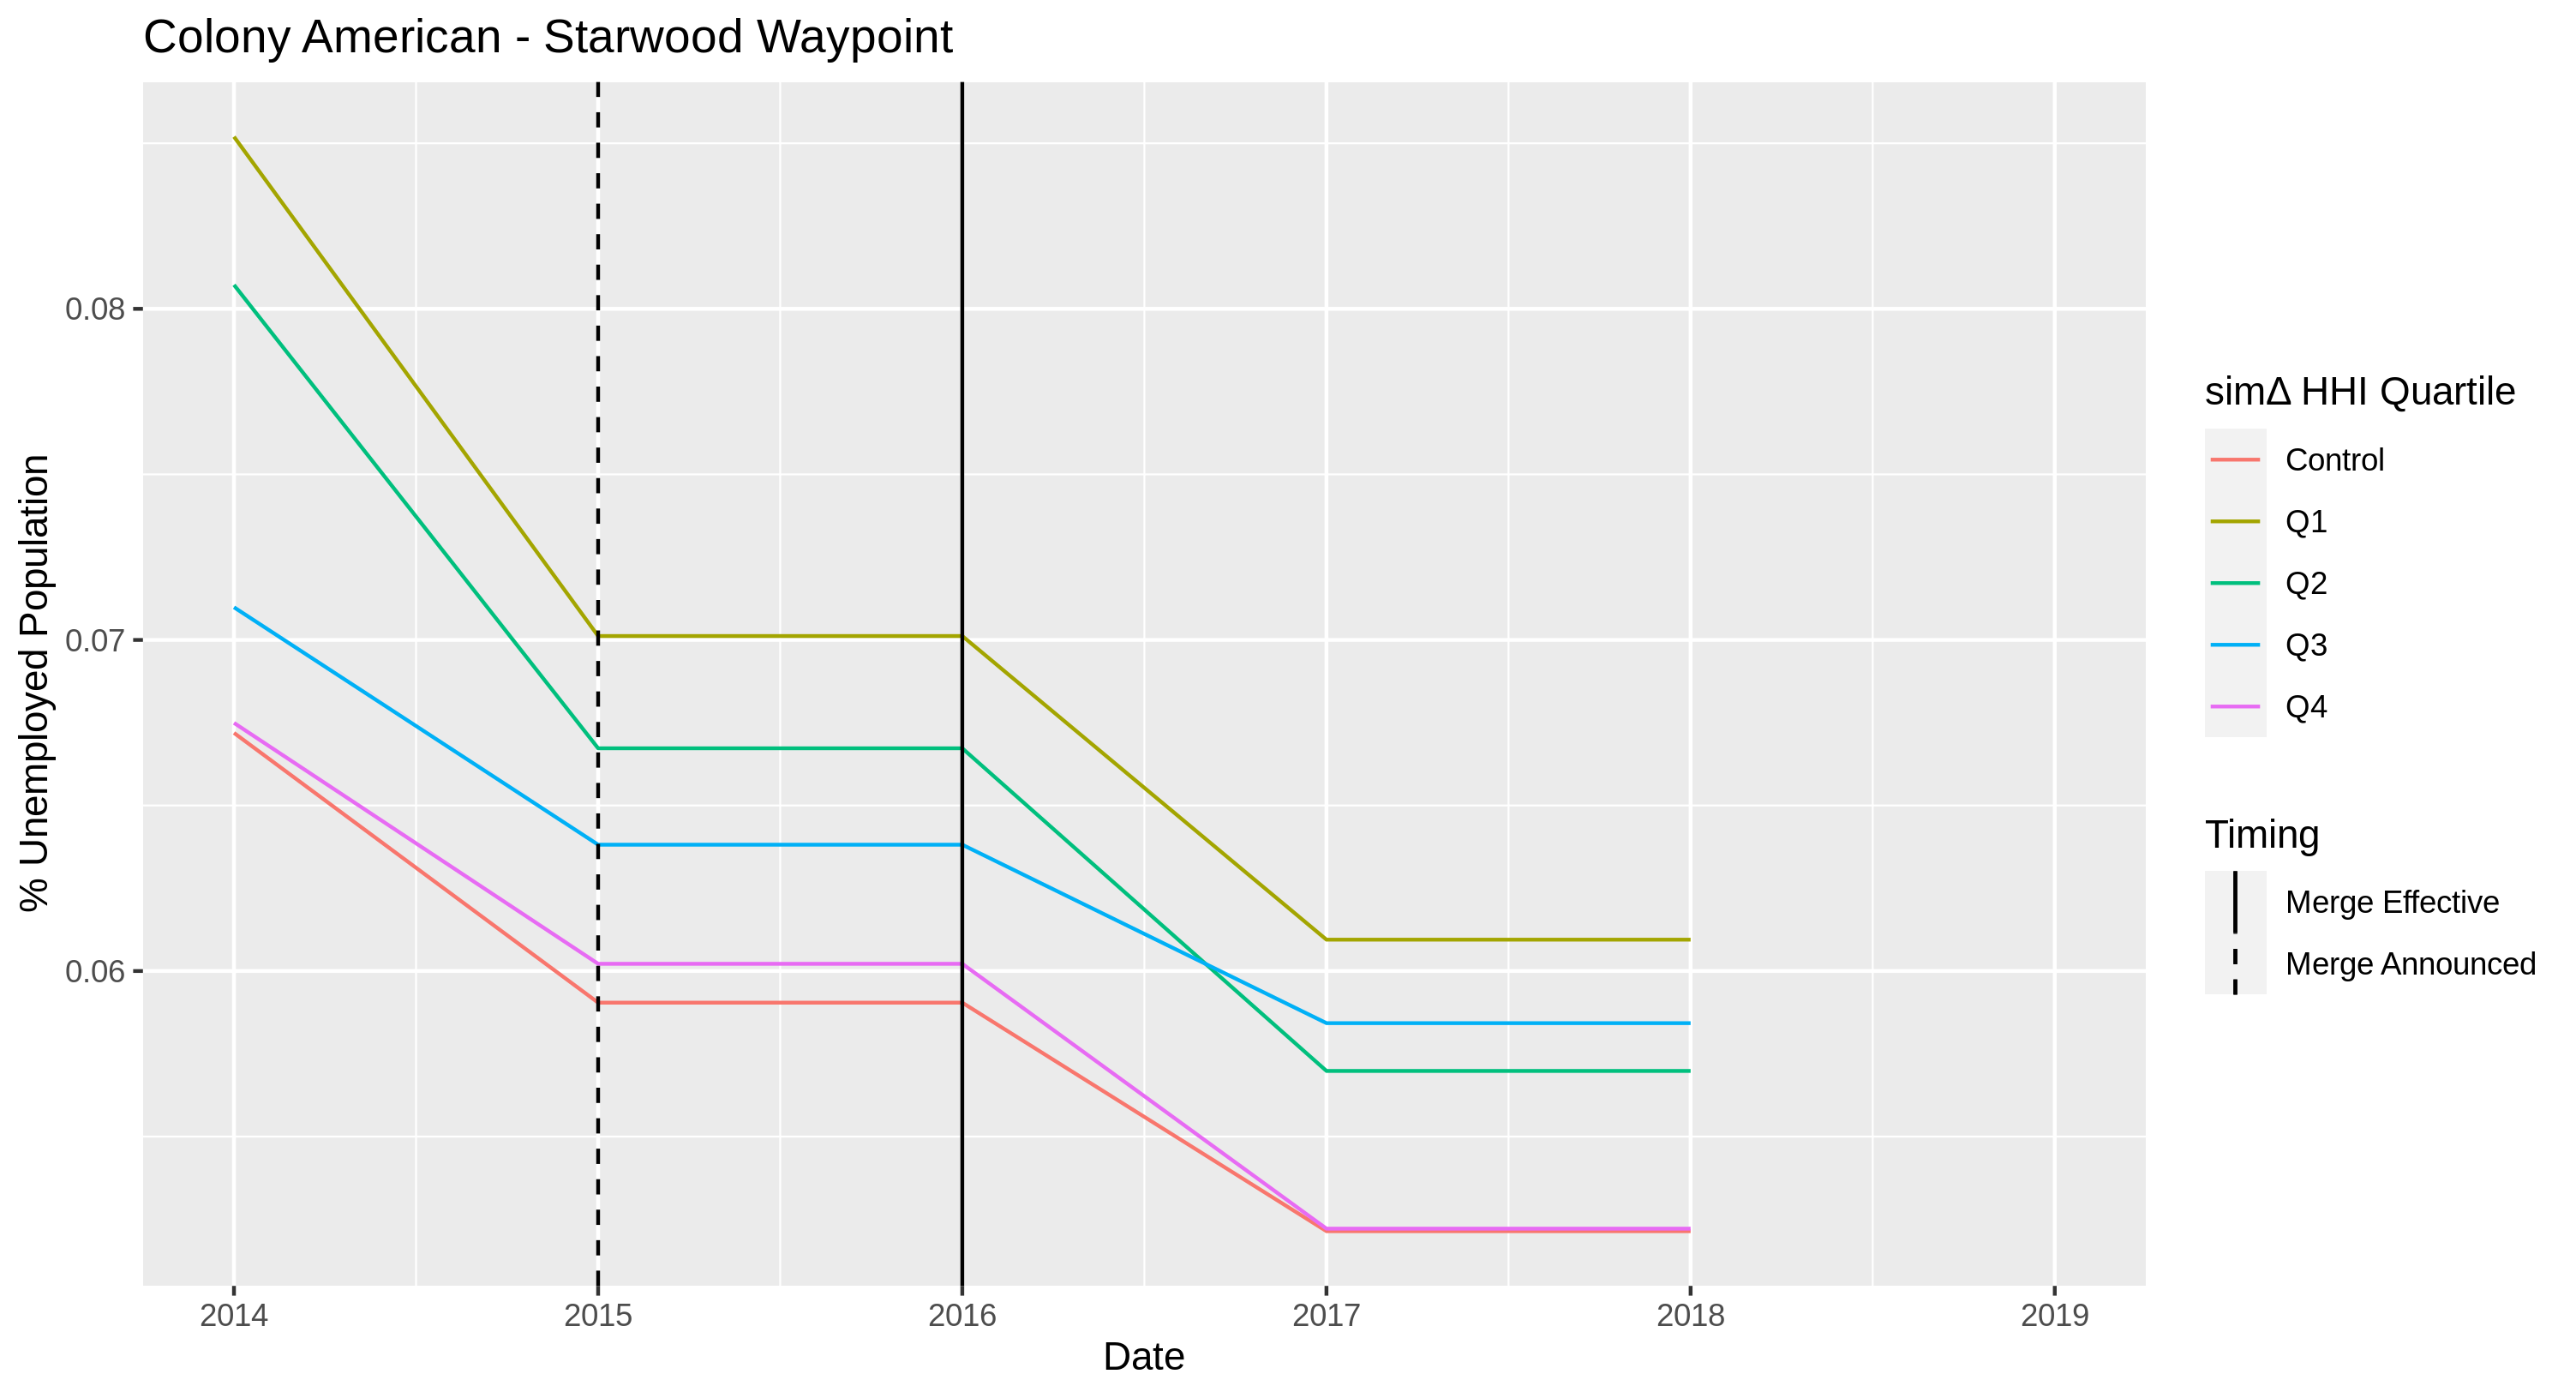 Colony American - Starwood Waypoint
% Unemployed Population
0.08
0.07
0.06
2014 2015 2016 2017 2018 2019
Date
simΔ HHI Quartile
Control
Q1
Q2
Q3
Q4
Timing
Merge Effective
Merge Announced